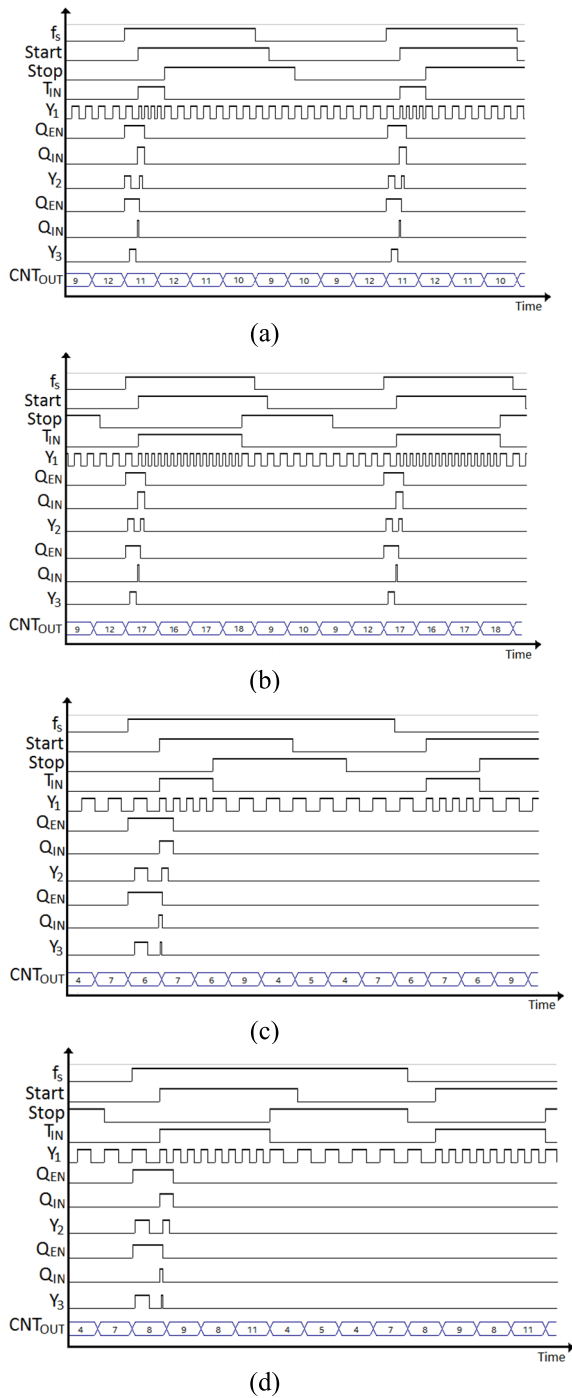 fs
Start
Stop
TIN
Y1
QEN
QIN
Y2
QEN
QIN
Y3
CNTOUT 9 12 11 12 11 10 9 10 9 12 11 12 11 10
Time
(a)
fs
Start
Stop
TIN
Y1
QEN
QIN
Y2
QEN
QIN
Y3
CNTOUT 9 12 17 16 17 18 9 10 9 12 17 16 17 18
Time
(b)
fs
Start
Stop
TIN
Y1
QEN
QIN
Y2
QEN
QIN
Y3
CNTOUT 4 7 6 7 6 9 4 5 4 7 6 7 6 9
Time
(c)
fs
Start
Stop
TIN
Y1
QEN
QIN
Y2
QEN
QIN
Y3
CNTOUT 4 7 8 9 8 11 4 5 4 7 8 9 8 11
Time
(d)